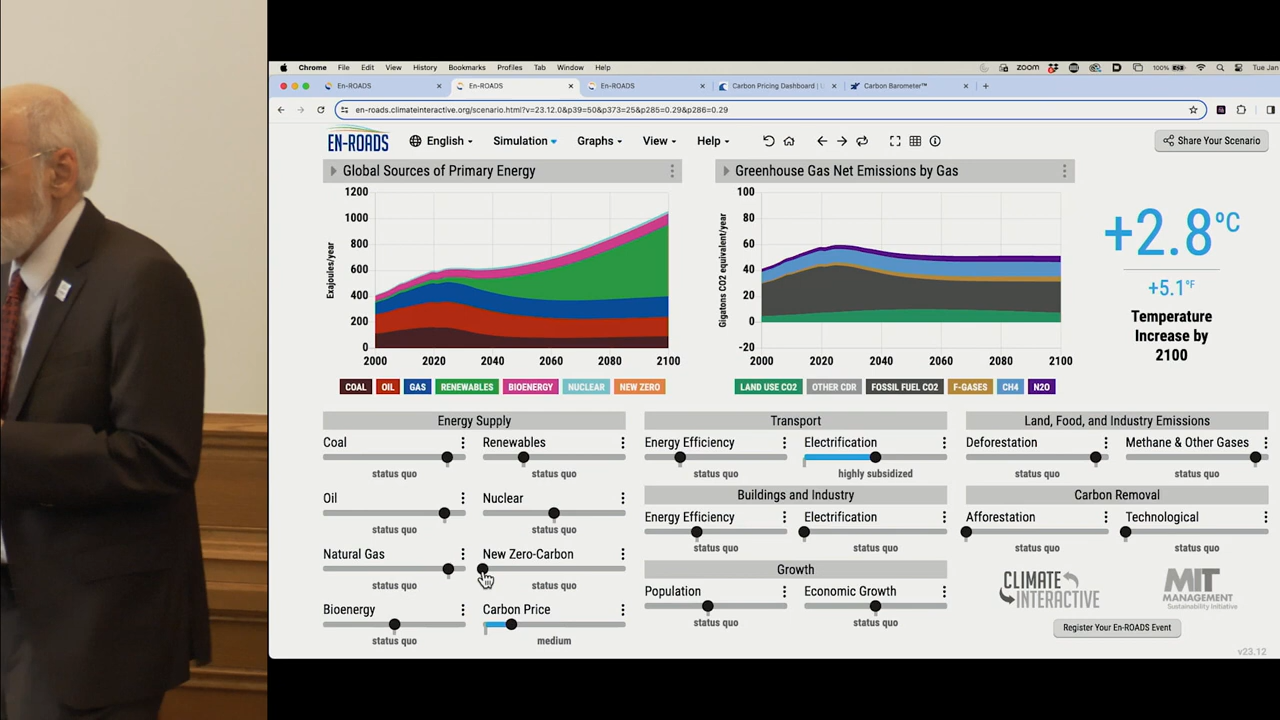 Chrome File Edit View History Bookmarks Profiles Tab Window Help
zoom 100% Tue Jan
En-ROADS × En-ROADS × En-ROADS × Carbon Pricing Dashboard | × Carbon Barometer™ × +
en-roads.climateinteractive.org/scenario.html?v=23.12.0&p39=50&p373=25&p285=0.29&p286=0.29
EN-ROADS English Simulation Graphs View Help Share Your Scenario
Global Sources of Primary Energy
Exajoules/year
1200
1000
800
600
400
200
0
2000 2020 2040 2060 2080 2100
COAL OIL GAS RENEWABLES BIOENERGY NUCLEAR NEW ZERO
Greenhouse Gas Net Emissions by Gas
Gigatons CO2 equivalent/year
100
80
60
40
20
0
-20
2000 2020 2040 2060 2080 2100
LAND USE CO2 OTHER CDR FOSSIL FUEL CO2 F-GASES CH4 N2O
+2.8°C
+5.1°F
Temperature
Increase by
2100
Energy Supply
Coal
status quo
Renewables
status quo
Oil
status quo
Nuclear
status quo
Natural Gas
status quo
New Zero-Carbon
status quo
Bioenergy
status quo
Carbon Price
medium
Transport
Energy Efficiency
status quo
Electrification
highly subsidized
Buildings and Industry
Energy Efficiency
status quo
Electrification
status quo
Growth
Population
status quo
Economic Growth
status quo
Land, Food, and Industry Emissions
Deforestation
status quo
Methane & Other Gases
status quo
Carbon Removal
Afforestation
status quo
Technological
status quo
CLIMATE
INTERACTIVE
MIT
MANAGEMENT
Sustainability Initiative
Register Your En-ROADS Event
v23.12